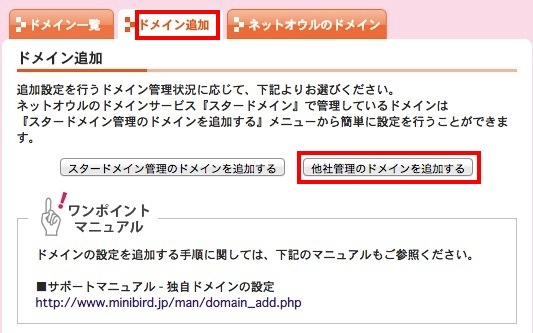 ドメイン一覧
ドメイン追加
ネットオウルのドメイン
ドメイン追加
追加設定を行うドメイン管理状況に応じて、下記よりお選びください。
ネットオウルのドメインサービス『スタードメイン』で管理しているドメインは
『スタードメイン管理のドメインを追加する』メニューから簡単に設定を行うことができま
す。
スタードメイン管理のドメインを追加する
他社管理のドメインを追加する
ワンポイント
マニュアル
ドメインの設定を追加する手順に関しては、下記のマニュアルもご参照ください。
■サポートマニュアル - 独自ドメインの設定
http://www.minibird.jp/man/domain_add.php